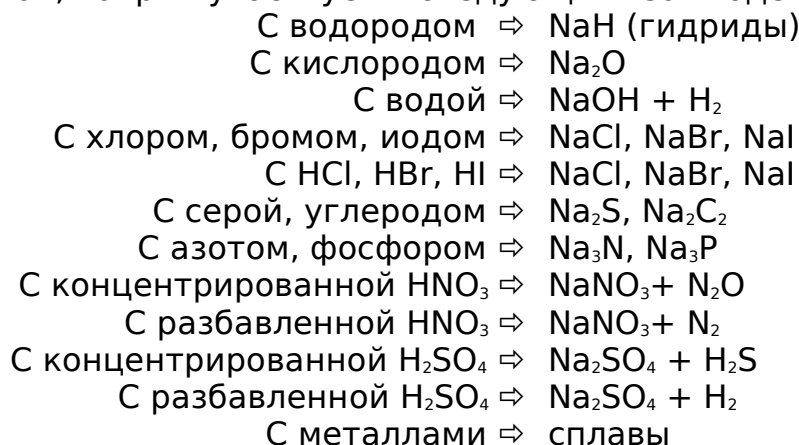 С водородом ⇨ NaH (гидриды)
С кислородом ⇨ Na₂O
С водой ⇨ NaOH + H₂
С хлором, бромом, иодом ⇨ NaCl, NaBr, NaI
С HCl, HBr, HI ⇨ NaCl, NaBr, NaI
С серой, углеродом ⇨ Na₂S, Na₂C₂
С азотом, фосфором ⇨ Na₃N, Na₃P
С концентрированной HNO₃ ⇨ NaNO₃+ N₂O
С разбавленной HNO₃ ⇨ NaNO₃+ N₂
С концентрированной H₂SO₄ ⇨ Na₂SO₄ + H₂S
С разбавленной H₂SO₄ ⇨ Na₂SO₄ + H₂
С металлами ⇨ сплавы